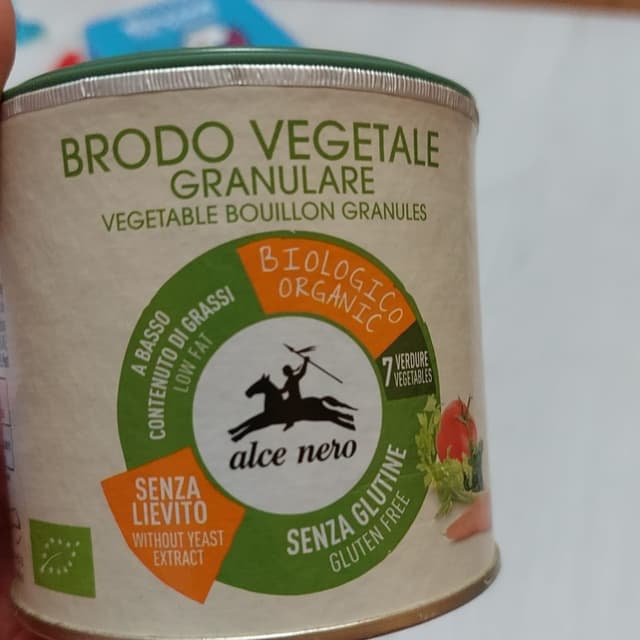 BRODO VEGETALE
GRANULARE
VEGETABLE BOUILLON GRANULES
BIOLOGICO
ORGANIC
A BASSO
CONTENUTO DI GRASSI
LOW FAT
7 VERDURE
VEGETABLES
alce nero
SENZA
LIEVITO
WITHOUT YEAST
EXTRACT
SENZA GLUTINE
GLUTEN FREE